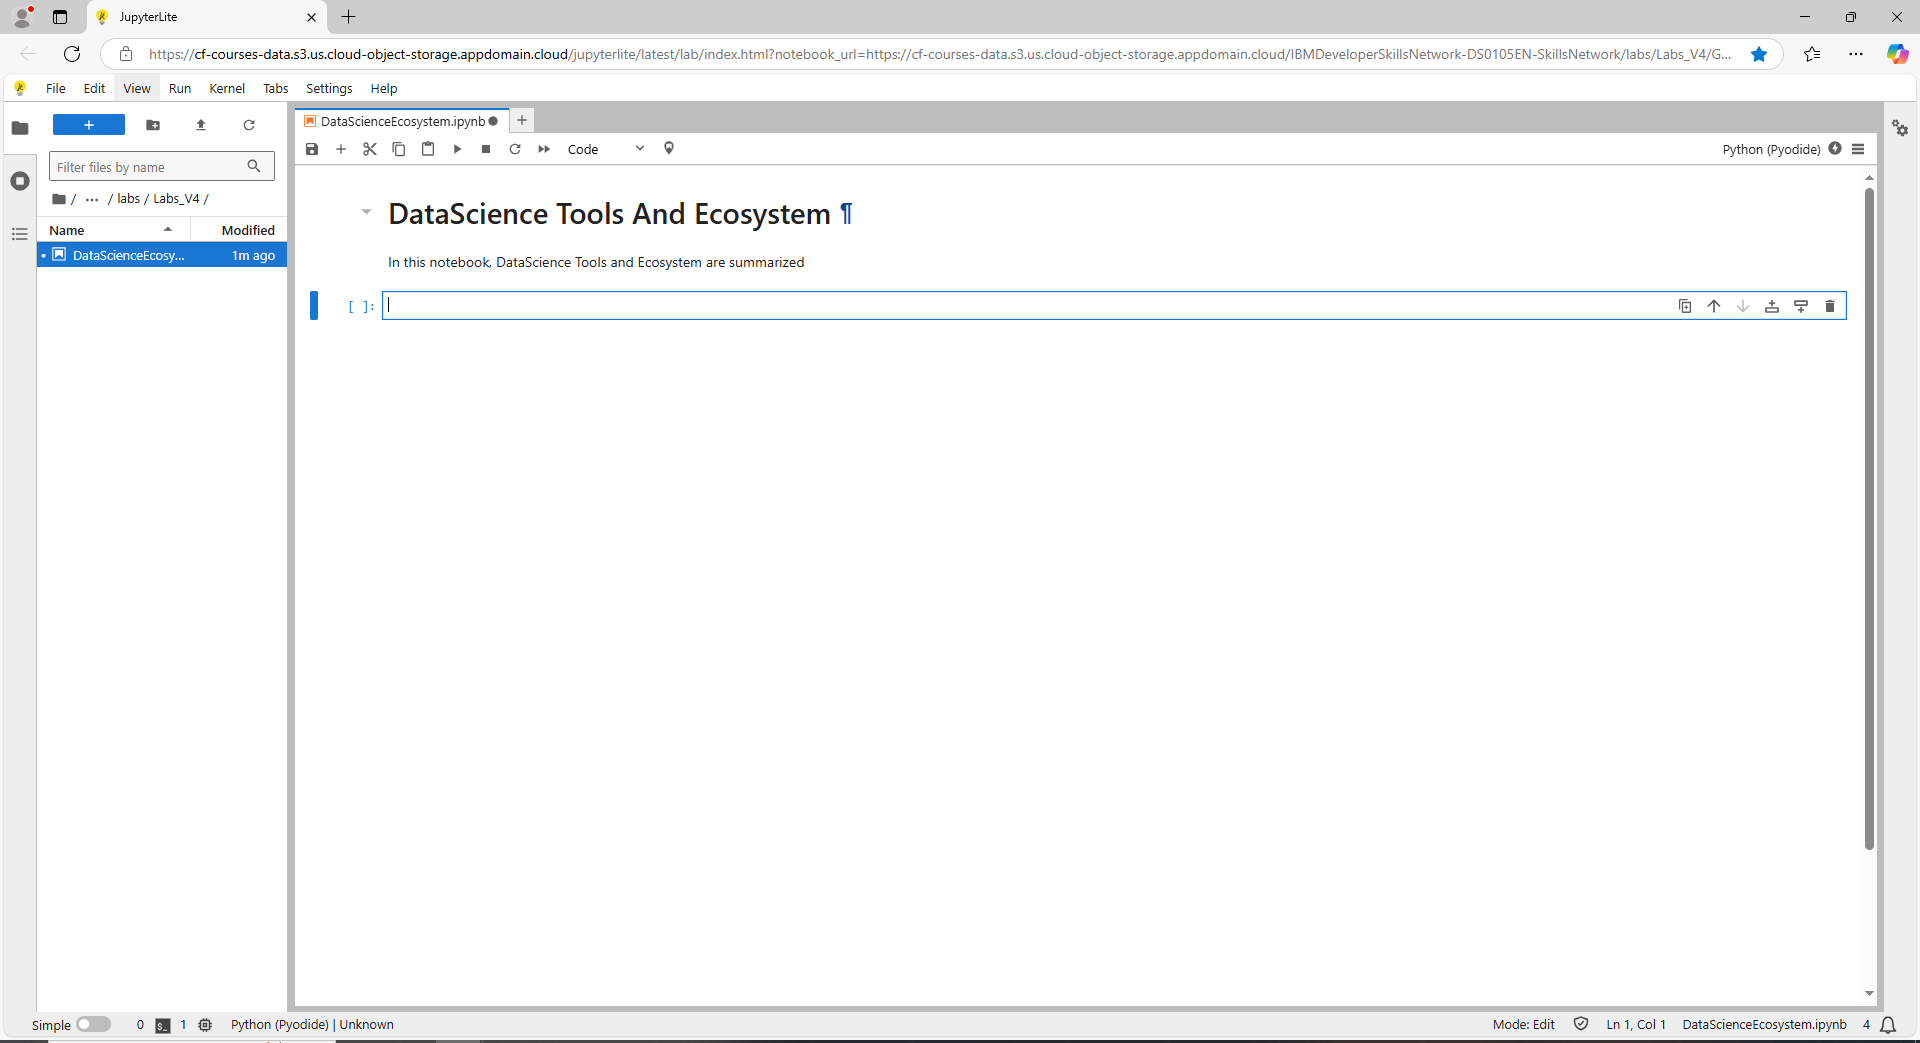 JupyterLite
https://cf-courses-data.s3.us.cloud-object-storage.appdomain.cloud/jupyterlite/latest/lab/index.html?notebook_url=https://cf-courses-data.s3.us.cloud-object-storage.appdomain.cloud/IBMDeveloperSkillsNetwork-DS0105EN-SkillsNetwork/labs/Labs_V4/G...
File Edit View Run Kernel Tabs Settings Help
DataScienceEcosystem.ipynb
Code
Python (Pyodide)
Filter files by name
/ ··· / labs / Labs_V4 /
Name Modified
DataScienceEcosy... 1m ago
DataScience Tools And Ecosystem ¶
In this notebook, DataScience Tools and Ecosystem are summarized
[ ]:
Simple 0 $_ 1 Python (Pyodide) | Unknown Mode: Edit Ln 1, Col 1 DataScienceEcosystem.ipynb 4